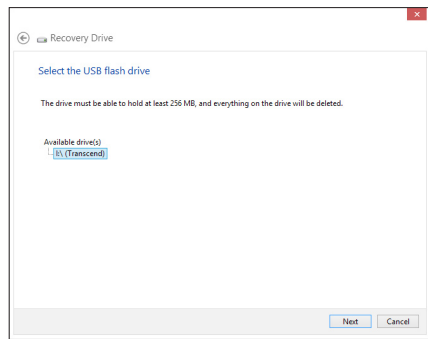 Recovery Drive
Select the USB flash drive
The drive must be able to hold at least 256 MB, and everything on the drive will be deleted.
Available drive(s)
I:\ (Transcend)
Next Cancel